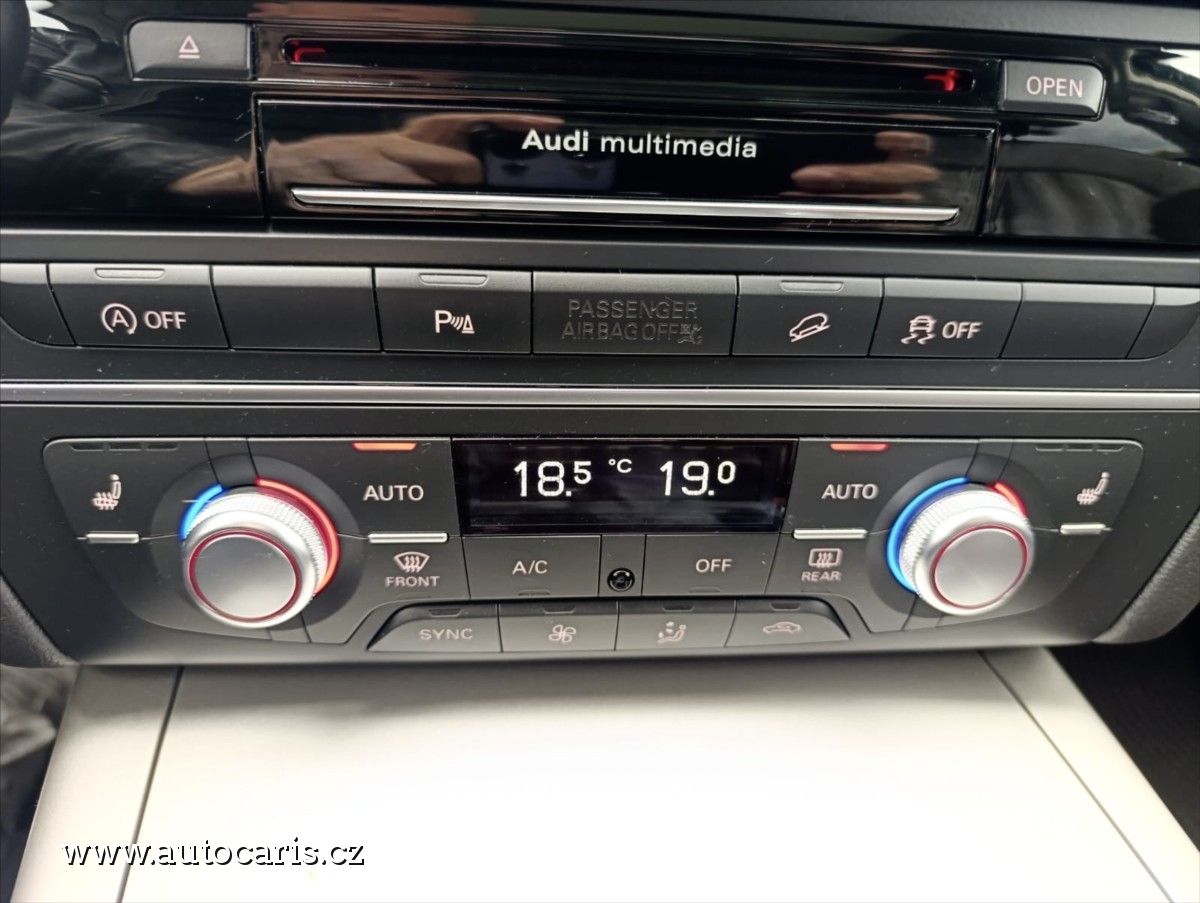 OPEN
Audi multimedia
A OFF
P
PASSENGER
AIRBAG OFF
OFF
AUTO
18.5 °C 19.0
AUTO
FRONT
A/C
OFF
REAR
SYNC
www.autocaris.cz